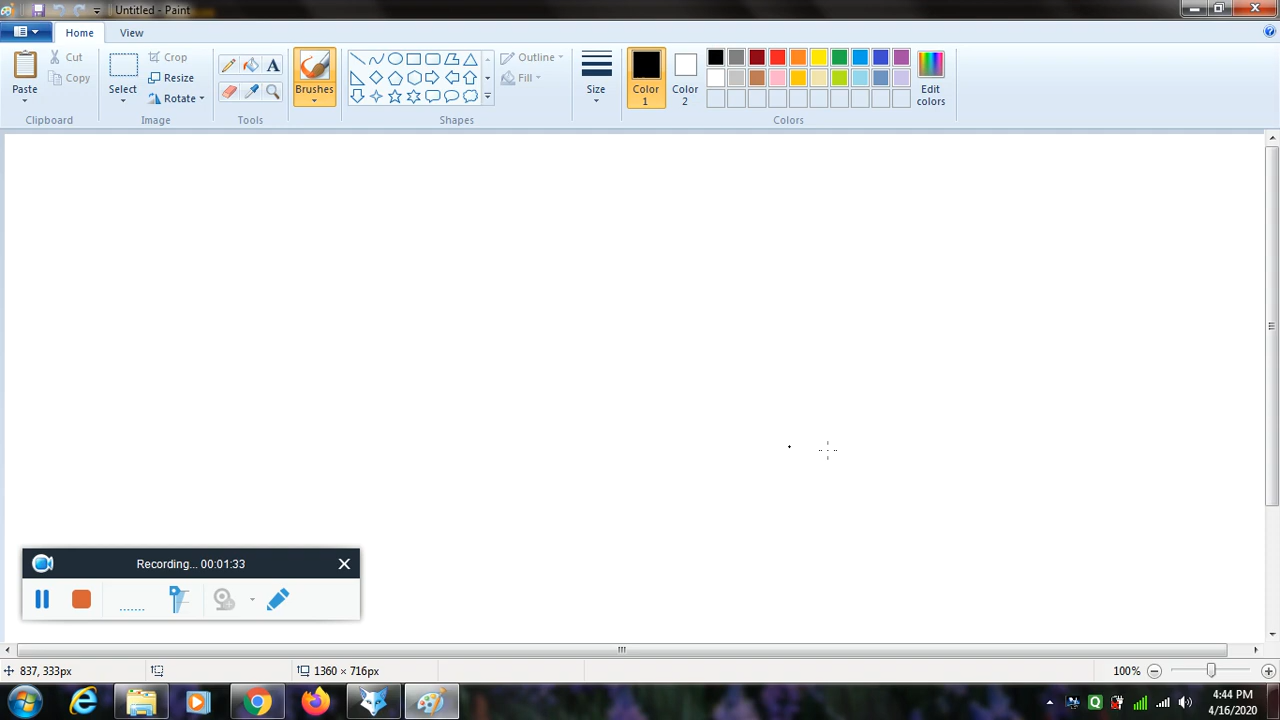 Untitled - Paint
Home View
Paste
Cut
Copy
Clipboard
Select
Crop
Resize
Rotate
Image
Tools
Brushes
Shapes
Outline
Fill
Size
Color 1
Color 2
Edit colors
Colors
Recording... 00:01:33
837, 333px
1360 × 716px
100%
4:44 PM
4/16/2020